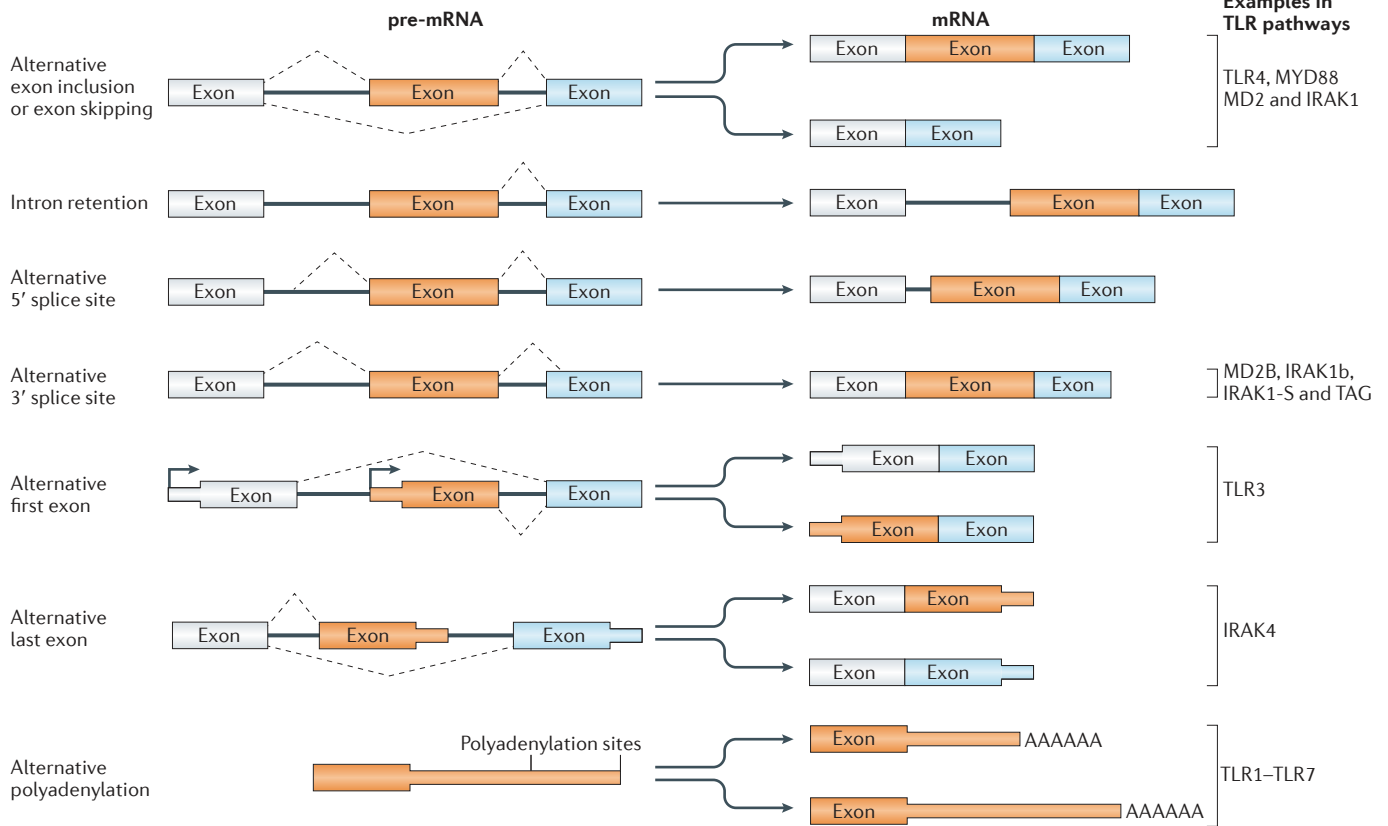 Examples in
TLR pathways
pre-mRNA
mRNA
Alternative
exon inclusion
or exon skipping
Exon
Exon
Exon
Exon
Exon
Exon
Exon
Exon
TLR4, MYD88
MD2 and IRAK1
Intron retention
Exon
Exon
Exon
Exon
Exon
Exon
Alternative
5′ splice site
Exon
Exon
Exon
Exon
Exon
Exon
Alternative
3′ splice site
Exon
Exon
Exon
Exon
Exon
Exon
MD2B, IRAK1b,
IRAK1-S and TAG
Alternative
first exon
Exon
Exon
Exon
Exon
Exon
Exon
Exon
TLR3
Alternative
last exon
Exon
Exon
Exon
Exon
Exon
Exon
Exon
IRAK4
Alternative
polyadenylation
Polyadenylation sites
Exon
AAAAAA
Exon
AAAAAA
TLR1–TLR7